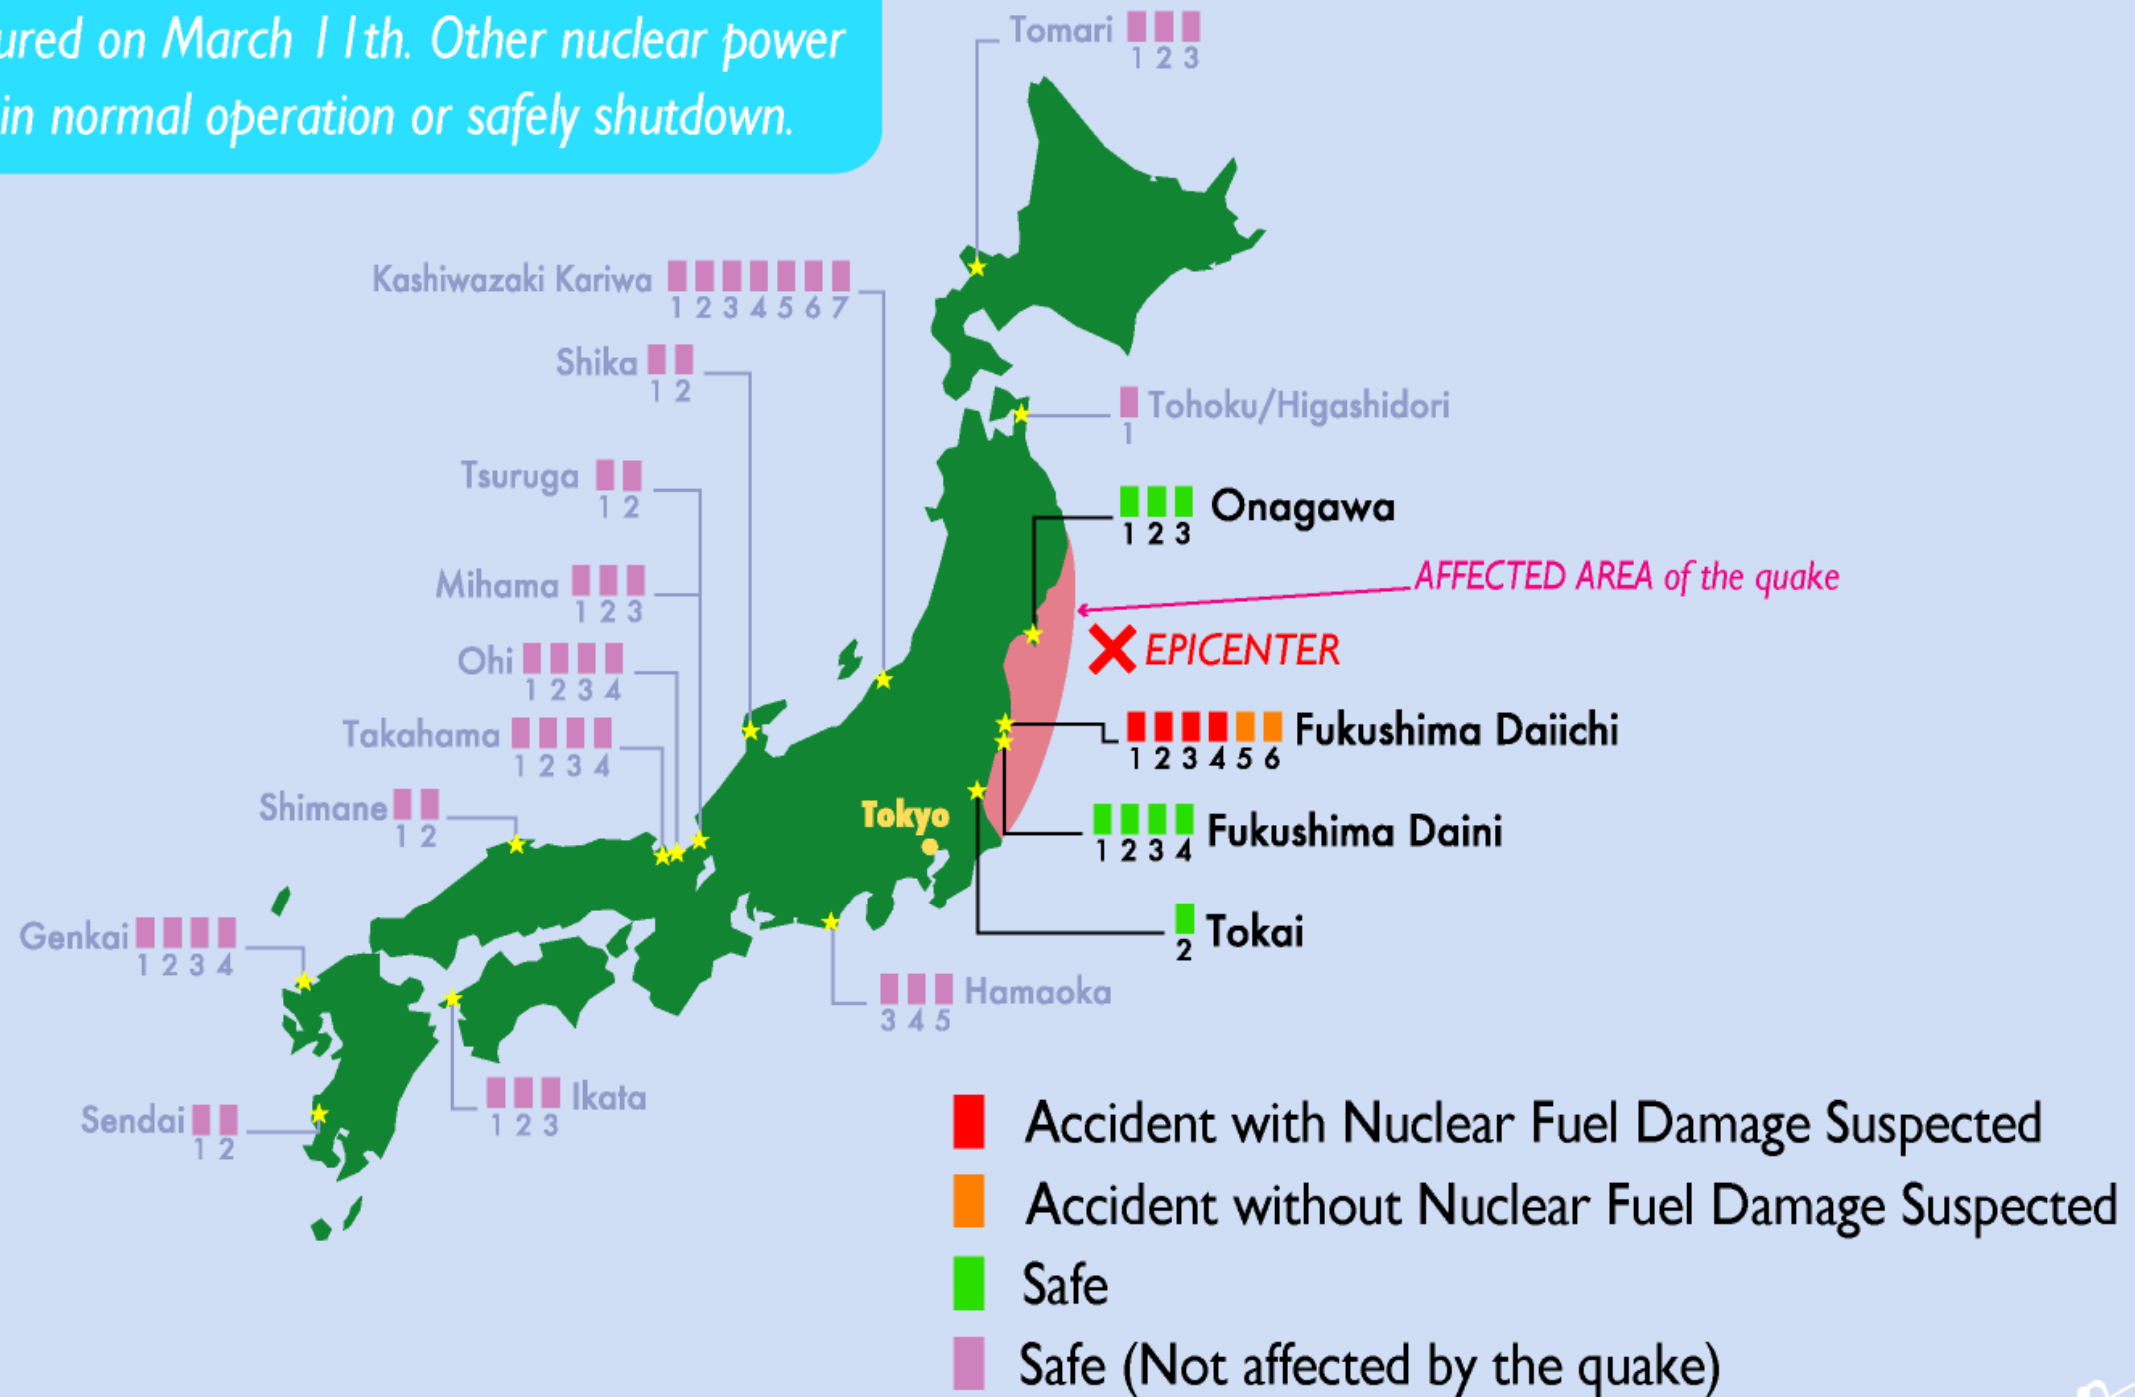 ured on March 11th. Other nuclear power
in normal operation or safely shutdown.
Tomari
1 2 3
Kashiwazaki Kariwa
1 2 3 4 5 6 7
Shika
1 2
Tohoku/Higashidori
1
Tsuruga
1 2
Onagawa
1 2 3
AFFECTED AREA of the quake
Mihama
1 2 3
EPICENTER
Ohi
1 2 3 4
Takahama
1 2 3 4
Fukushima Daiichi
1 2 3 4 5 6
Shimane
1 2
Tokyo
Fukushima Daini
1 2 3 4
Genkai
1 2 3 4
Tokai
2
Hamaoka
3 4 5
Ikata
1 2 3
Sendai
1 2
Accident with Nuclear Fuel Damage Suspected
Accident without Nuclear Fuel Damage Suspected
Safe
Safe (Not affected by the quake)